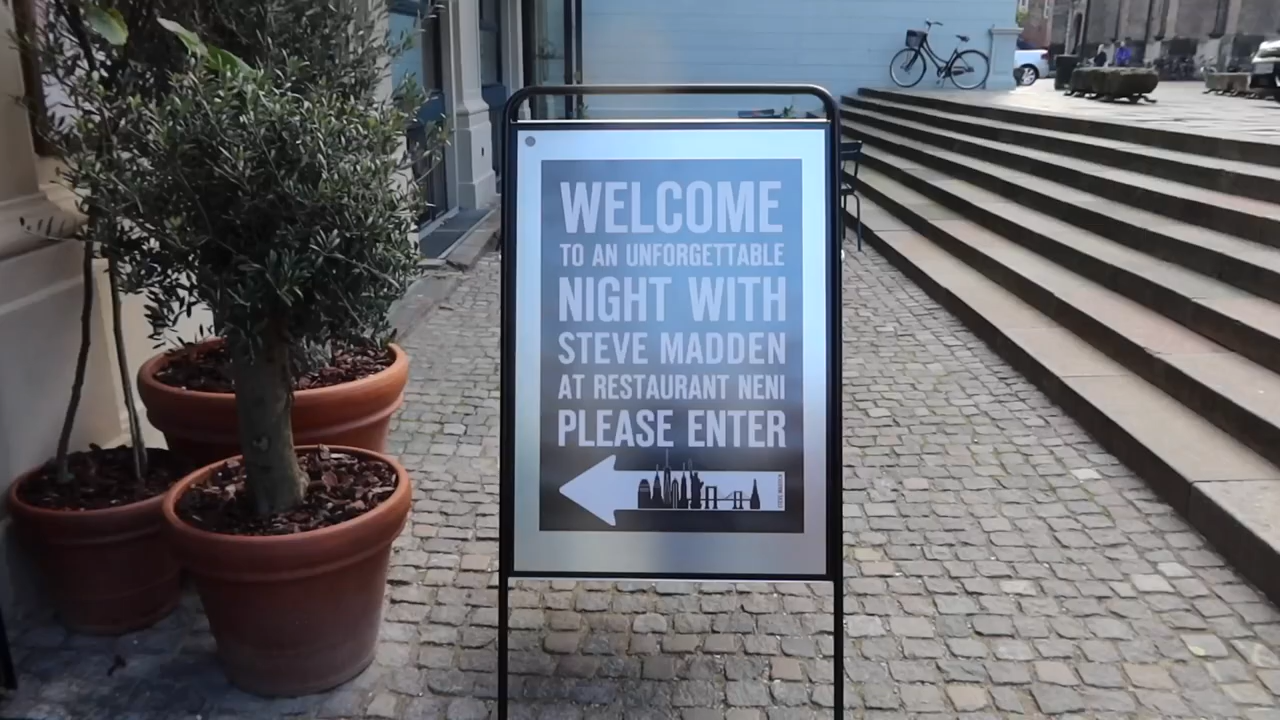 WELCOME
TO AN UNFORGETTABLE
NIGHT WITH
STEVE MADDEN
AT RESTAURANT NENI
PLEASE ENTER